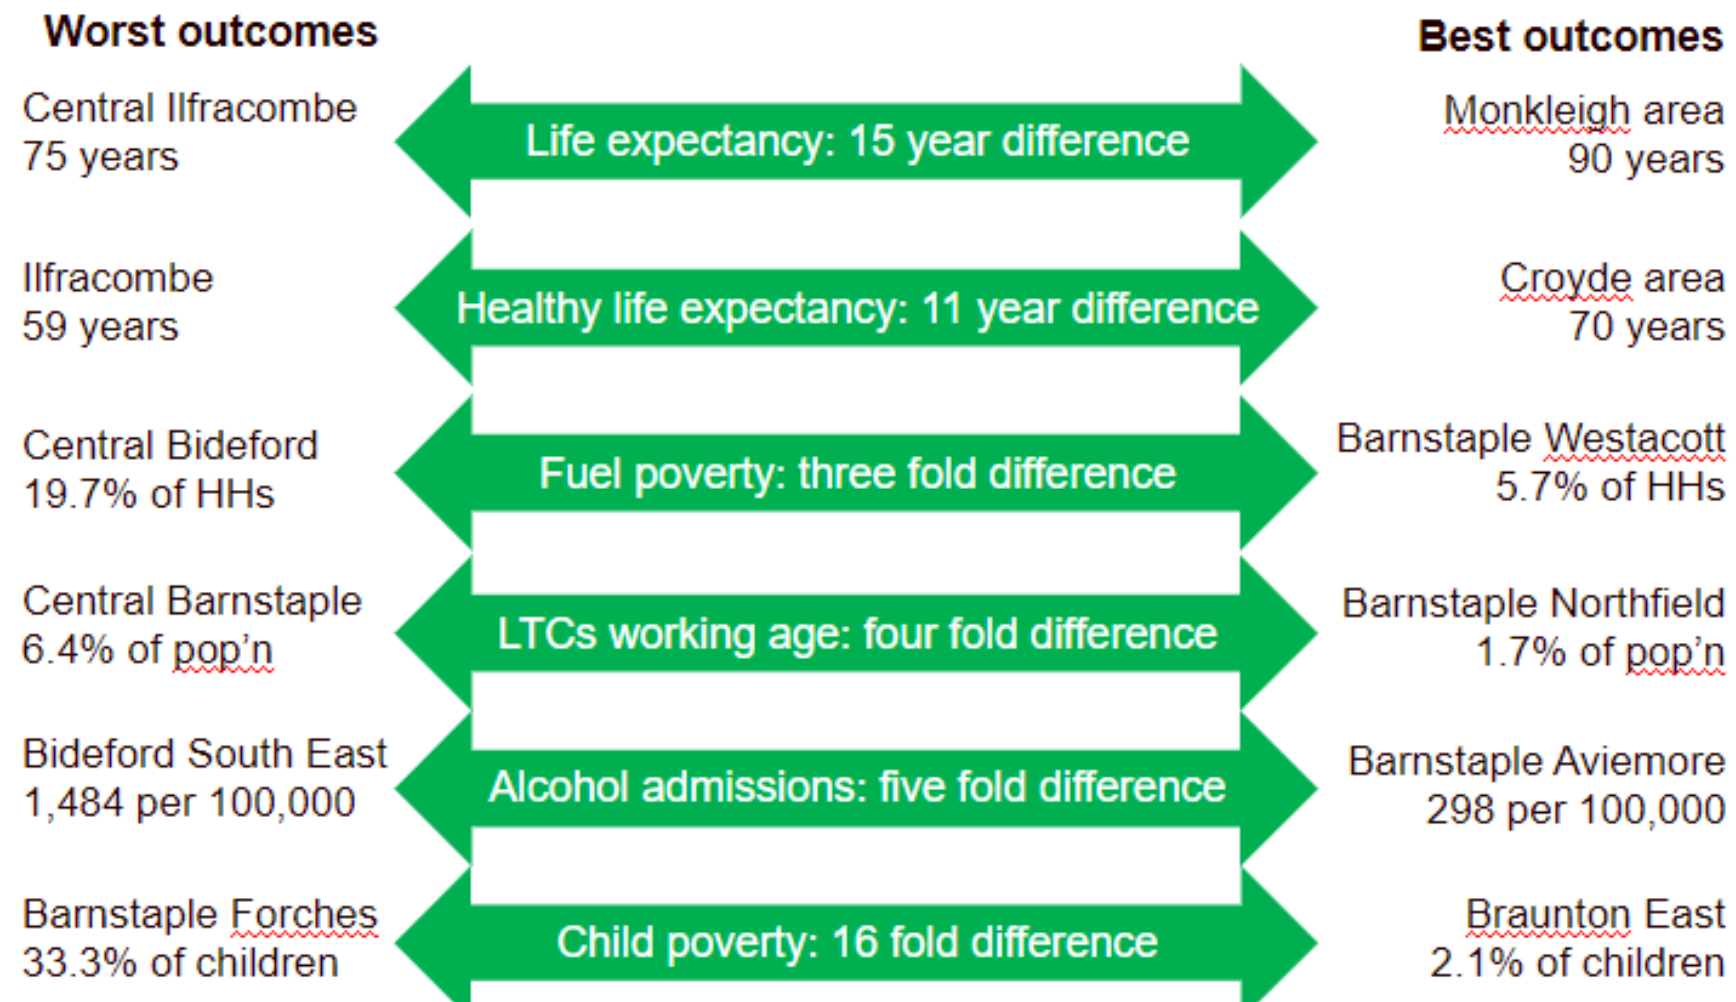 Worst outcomes
Best outcomes
Central Ilfracombe
75 years
Life expectancy: 15 year difference
Monkleigh area
90 years
Ilfracombe
59 years
Healthy life expectancy: 11 year difference
Croyde area
70 years
Central Bideford
19.7% of HHs
Fuel poverty: three fold difference
Barnstaple Westacott
5.7% of HHs
Central Barnstaple
6.4% of pop’n
LTCs working age: four fold difference
Barnstaple Northfield
1.7% of pop’n
Bideford South East
1,484 per 100,000
Alcohol admissions: five fold difference
Barnstaple Aviemore
298 per 100,000
Barnstaple Forches
33.3% of children
Child poverty: 16 fold difference
Braunton East
2.1% of children